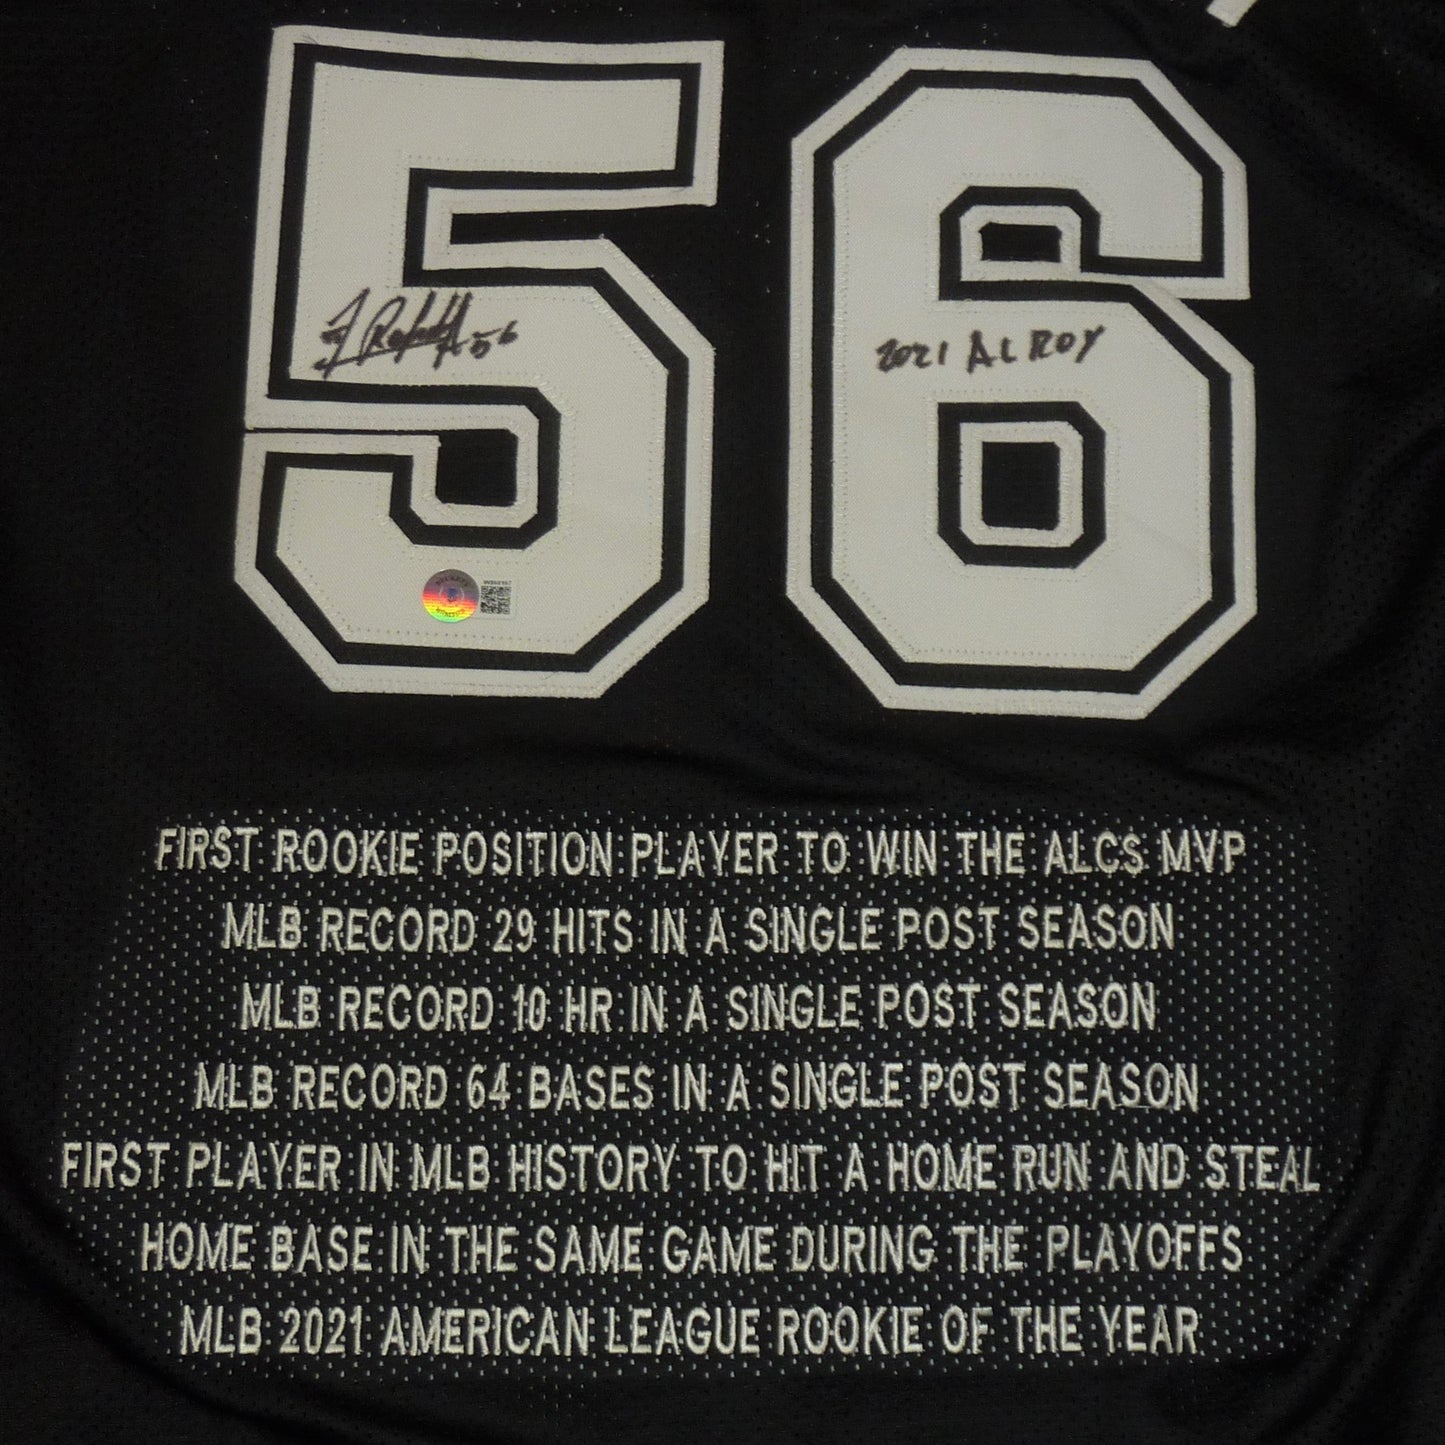 56
2021 AL ROY
FIRST ROOKIE POSITION PLAYER TO WIN THE ALCS MVP
MLB RECORD 29 HITS IN A SINGLE POST SEASON
MLB RECORD 10 HR IN A SINGLE POST SEASON
MLB RECORD 64 BASES IN A SINGLE POST SEASON
FIRST PLAYER IN MLB HISTORY TO HIT A HOME RUN AND STEAL
HOME BASE IN THE SAME GAME DURING THE PLAYOFFS
MLB 2021 AMERICAN LEAGUE ROOKIE OF THE YEAR